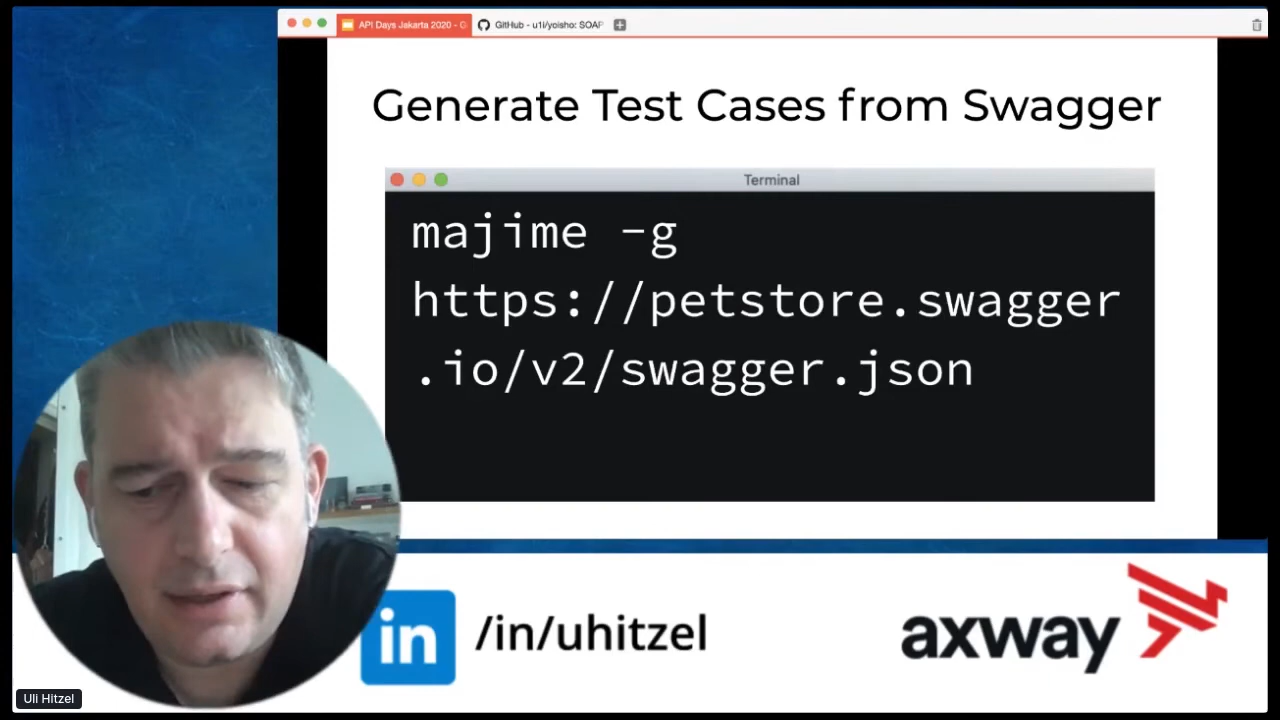 API Days Jakarta 2020 - G
GitHub - u1i/yoisho: SOAP
Generate Test Cases from Swagger
Terminal
majime -g
https://petstore.swagger
.io/v2/swagger.json
in
/in/uhitzel
axway
Uli Hitzel